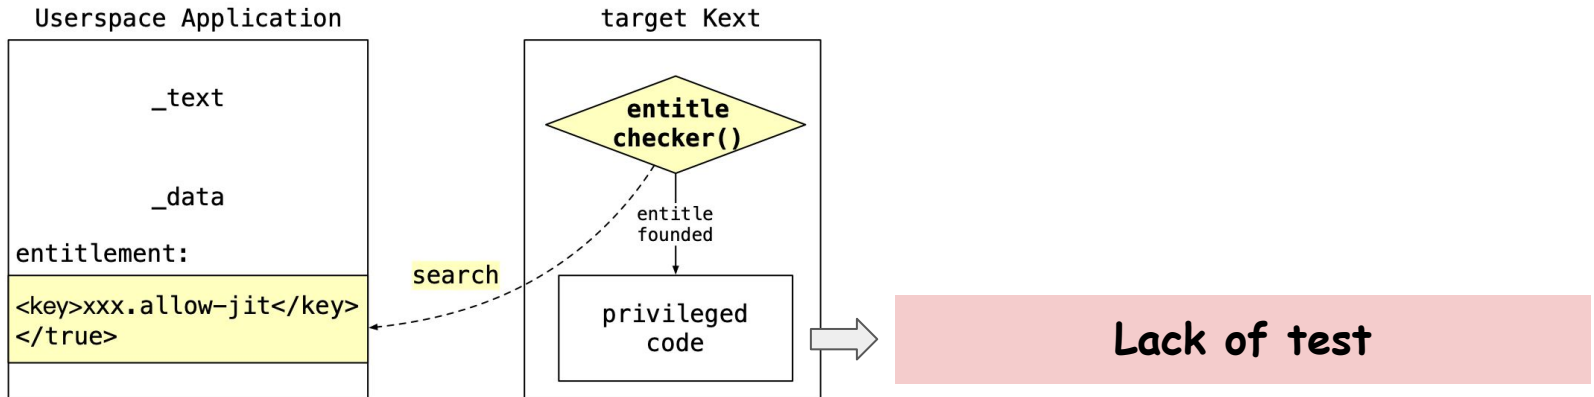 Userspace Application
target Kext
_text
_data
entitlement:
<key>xxx.allow-jit</key>
</true>
search
entitle
checker()
entitle
founded
privileged
code
Lack of test